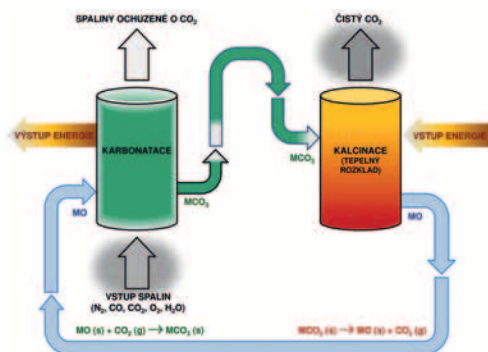 SPALINY OCHUZENÉ O CO₂
ČISTÝ CO₂
VÝSTUP ENERGIE
KARBONATACE
MCO₃
MCO₃
KALCINACE
(TEPELNÝ
ROZKLAD)
VSTUP ENERGIE
MO
MO
VSTUP SPALIN
(N₂, CO, CO₂, O₂, H₂O)
MO (s) + CO₂ (g) → MCO₃ (s)
MCO₃ (s) → MO (s) + CO₂ (g)